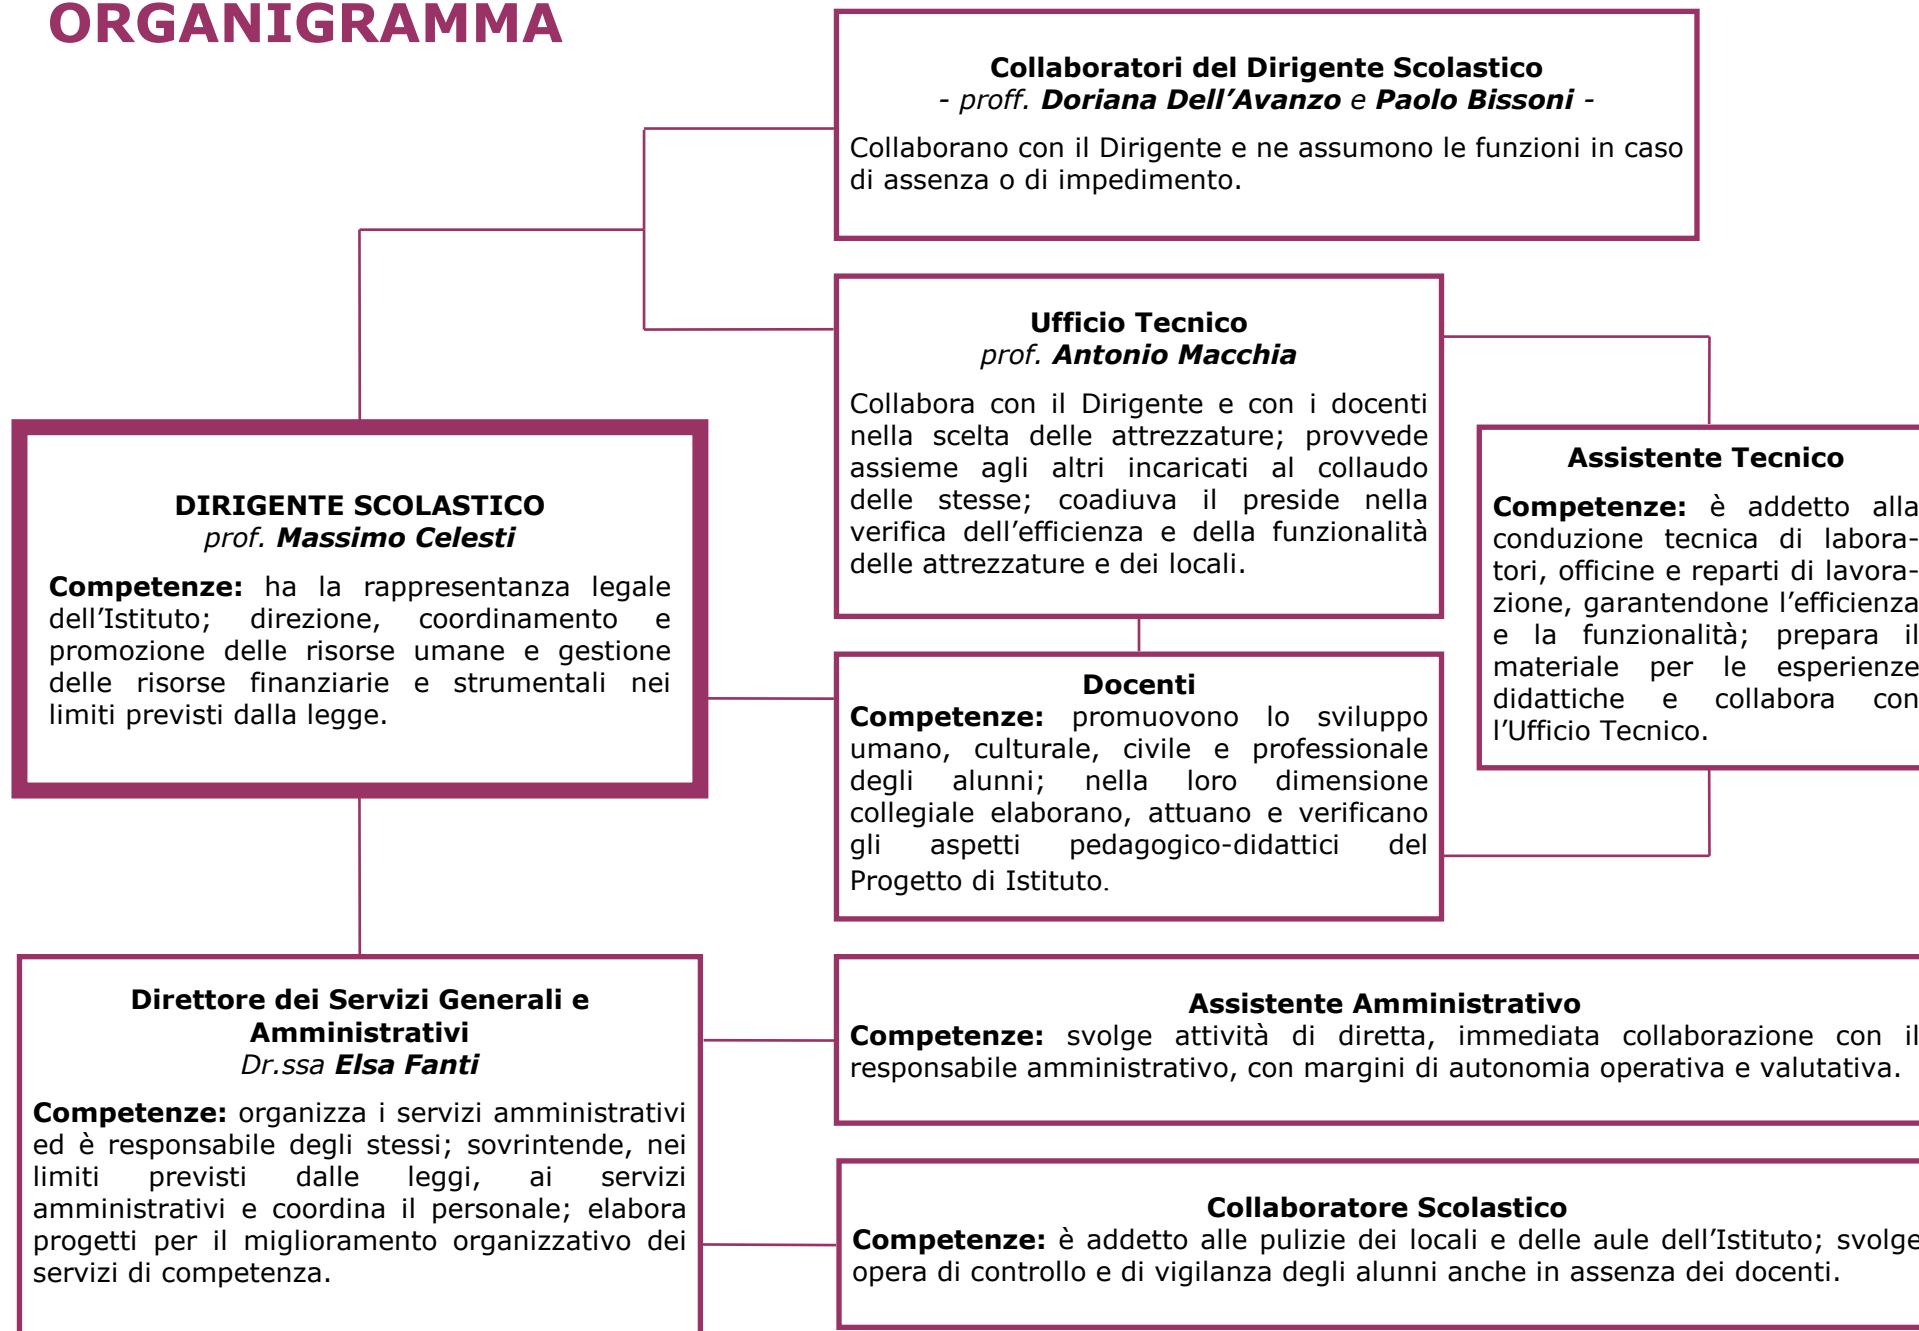 ORGANIGRAMMA
Collaboratori del Dirigente Scolastico
- proff. Doriana Dell’Avanzo e Paolo Bissoni -
Collaborano con il Dirigente e ne assumono le funzioni in caso
di assenza o di impedimento.
Ufficio Tecnico
prof. Antonio Macchia
Collabora con il Dirigente e con i docenti
nella scelta delle attrezzature; provvede
assieme agli altri incaricati al collaudo
delle stesse; coadiuva il preside nella
verifica dell’efficienza e della funzionalità
delle attrezzature e dei locali.
Assistente Tecnico
Competenze: è addetto alla
conduzione tecnica di labora-
tori, officine e reparti di lavora-
zione, garantendone l’efficienza
e la funzionalità; prepara il
materiale per le esperienze
didattiche e collabora con
l’Ufficio Tecnico.
DIRIGENTE SCOLASTICO
prof. Massimo Celesti
Competenze: ha la rappresentanza legale
dell’Istituto; direzione, coordinamento e
promozione delle risorse umane e gestione
delle risorse finanziarie e strumentali nei
limiti previsti dalla legge.
Docenti
Competenze: promuovono lo sviluppo
umano, culturale, civile e professionale
degli alunni; nella loro dimensione
collegiale elaborano, attuano e verificano
gli aspetti pedagogico-didattici del
Progetto di Istituto.
Direttore dei Servizi Generali e
Amministrativi
Dr.ssa Elsa Fanti
Competenze: organizza i servizi amministrativi
ed è responsabile degli stessi; sovrintende, nei
limiti previsti dalle leggi, ai servizi
amministrativi e coordina il personale; elabora
progetti per il miglioramento organizzativo dei
servizi di competenza.
Assistente Amministrativo
Competenze: svolge attività di diretta, immediata collaborazione con il
responsabile amministrativo, con margini di autonomia operativa e valutativa.
Collaboratore Scolastico
Competenze: è addetto alle pulizie dei locali e delle aule dell’Istituto; svolge
opera di controllo e di vigilanza degli alunni anche in assenza dei docenti.